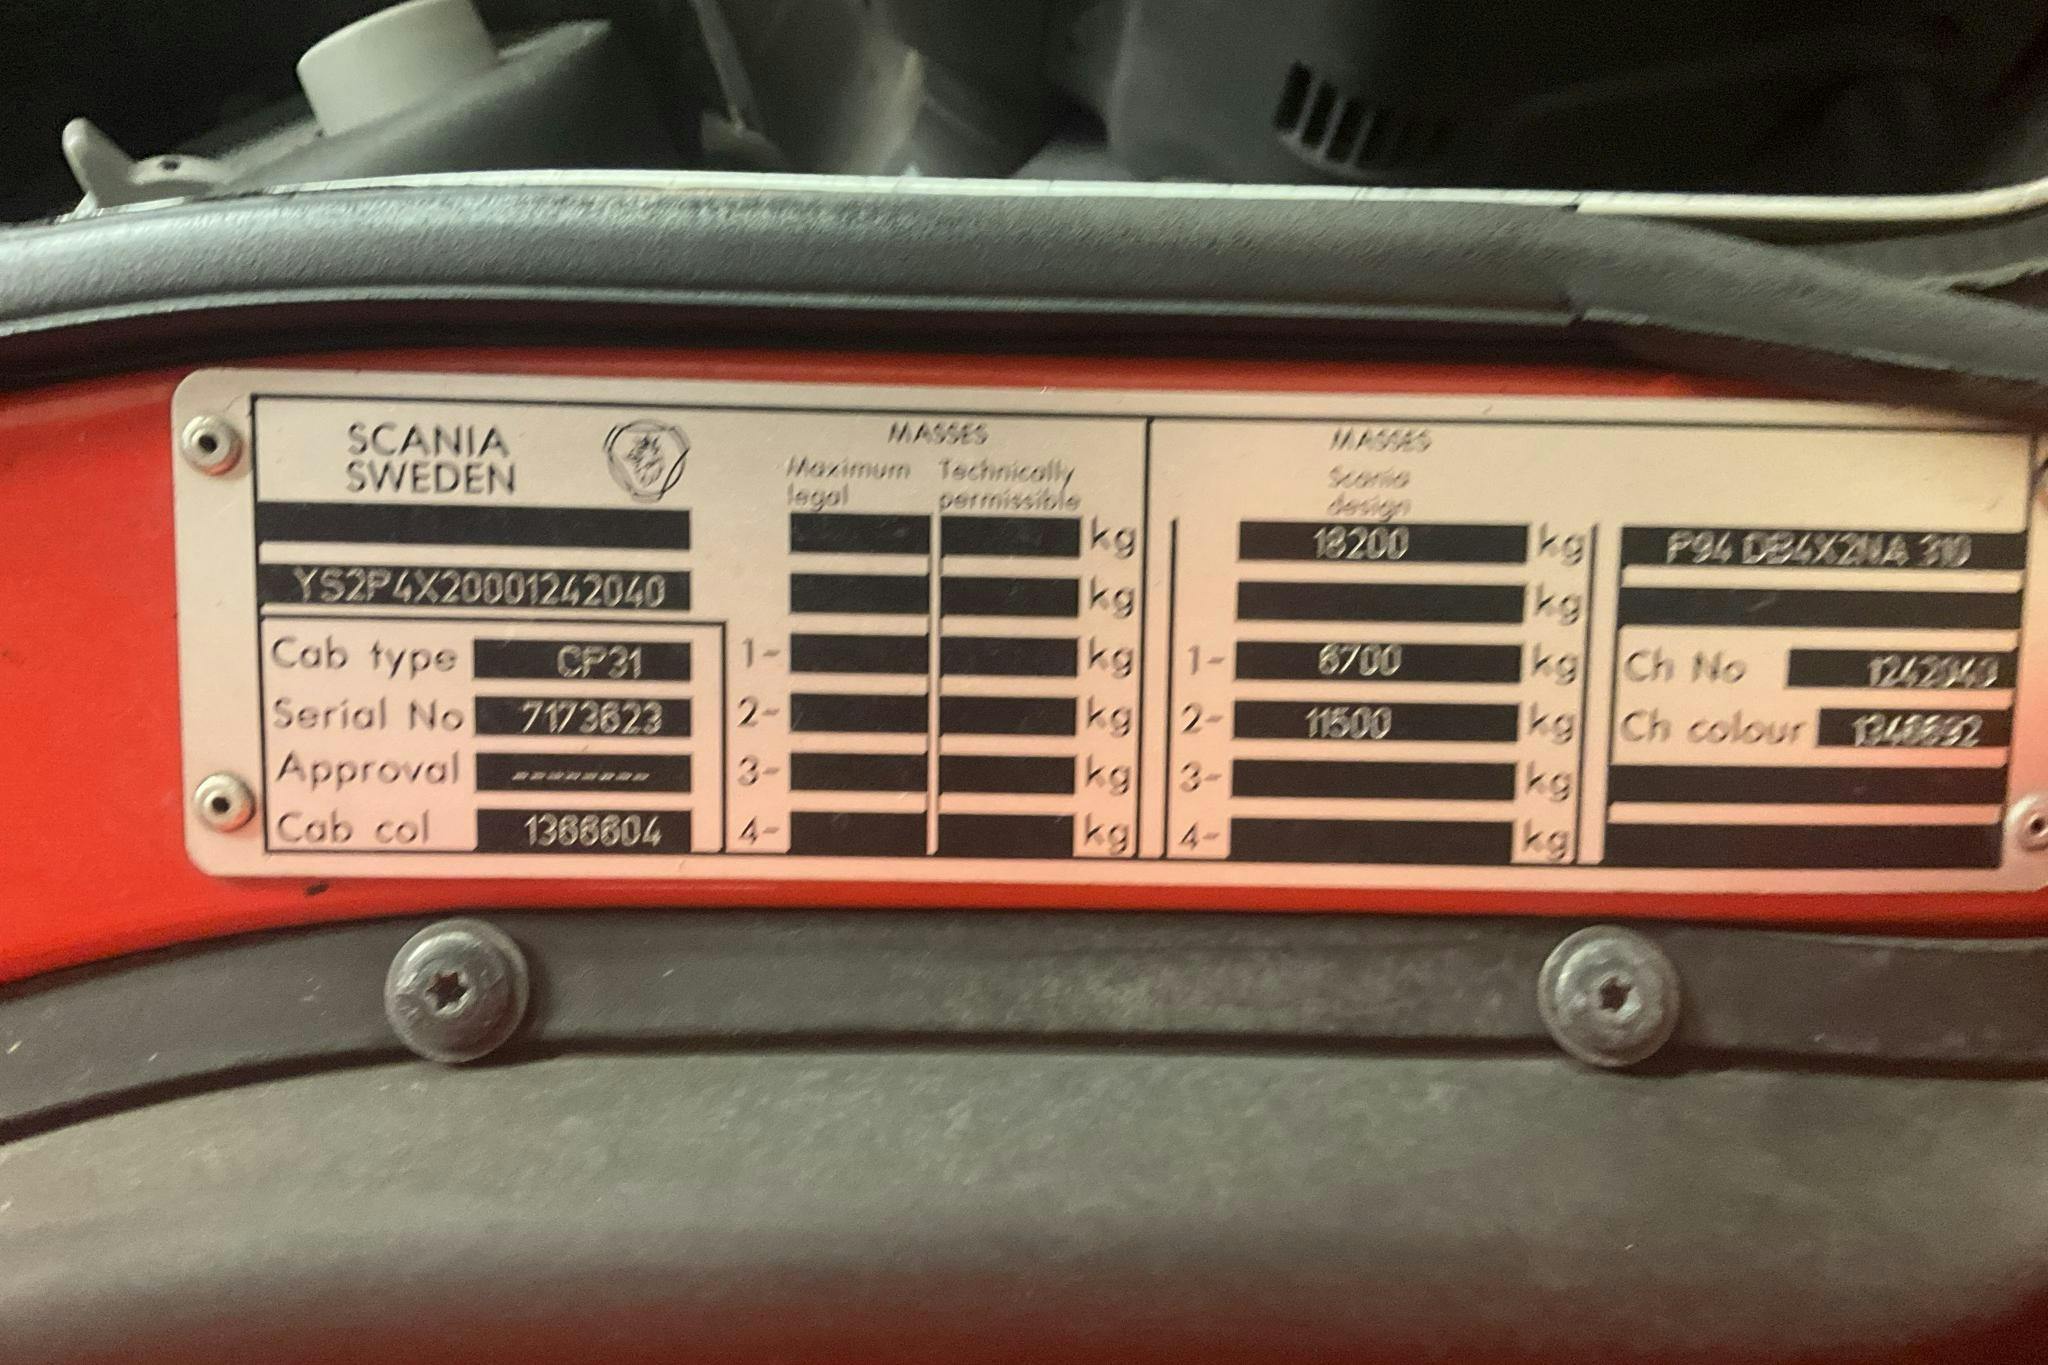 SCANIA
SWEDEN
YS2P4X20001242040
Cab type CP31
Serial No 7173623
Approval --------
Cab col 1366604
MASSES
Maximum legal
Technically permissible
kg
kg
1- kg
2- kg
3- kg
4- kg
MASSES
Scania
design
18200 kg
kg
1- 6700 kg
2- 11500 kg
3- kg
4- kg
P94 DB4X2NA 310
Ch No 1242040
Ch colour